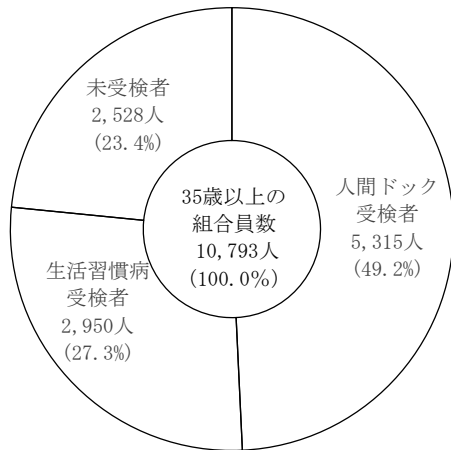 未受検者
2,528人
(23.4%)
35歳以上の
組合員数
10,793人
(100.0%)
人間ドック
受検者
5,315人
(49.2%)
生活習慣病
受検者
2,950人
(27.3%)